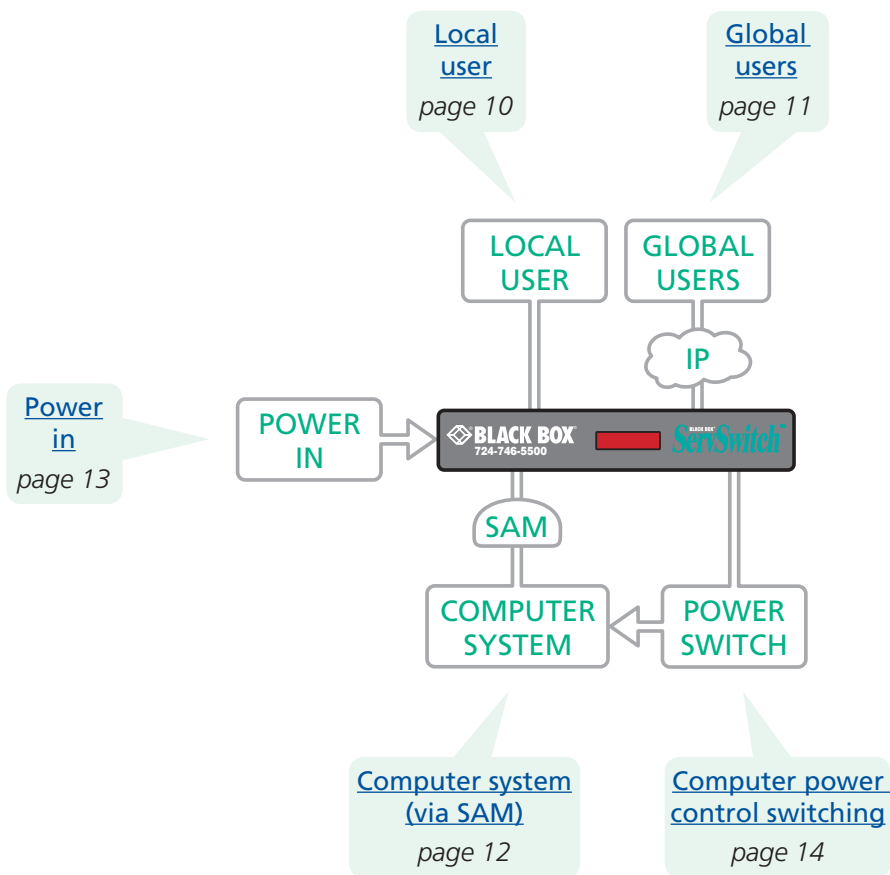 Local
user
page 10
Global
users
page 11
LOCAL
USER
GLOBAL
USERS
IP
Power
in
page 13
POWER
IN
BLACK BOX®
724-746-5500
BLACK BOX®
ServSwitch™
SAM
COMPUTER
SYSTEM
POWER
SWITCH
Computer system
(via SAM)
page 12
Computer power
control switching
page 14